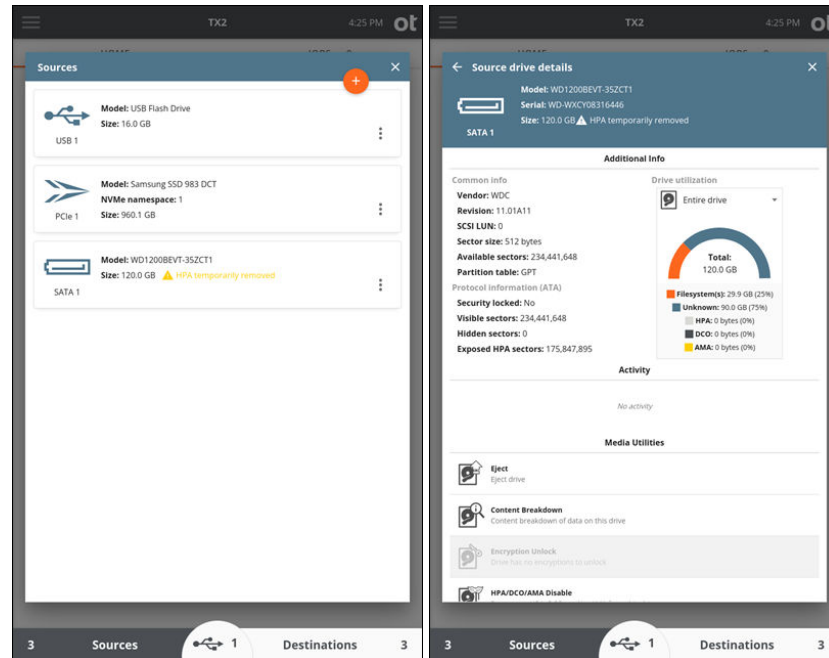 TX2
4:25 PM
ot
Sources
Model: USB Flash Drive
Size: 16.0 GB
USB 1
Model: Samsung SSD 983 DCT
NVMe namespace: 1
Size: 960.1 GB
PCIe 1
Model: WD1200BEVT-35ZCT1
Size: 120.0 GB HPA temporarily removed
SATA 1
3 Sources 1 Destinations 3
TX2
4:25 PM
Source drive details
Model: WD1200BEVT-35ZCT1
Serial: WD-WXCY08316446
Size: 120.0 GB HPA temporarily removed
SATA 1
Additional Info
Common info
Vendor: WDC
Revision: 11.01A11
SCSI LUN: 0
Sector size: 512 bytes
Available sectors: 234,441,648
Partition table: GPT
Protocol information (ATA)
Security locked: No
Visible sectors: 234,441,648
Hidden sectors: 0
Exposed HPA sectors: 175,847,895
Drive utilization
Entire drive
Total:
120.0 GB
Filesystem(s): 29.9 GB (25%)
Unknown: 90.0 GB (75%)
HPA: 0 bytes (0%)
DCO: 0 bytes (0%)
AMA: 0 bytes (0%)
Activity
No activity
Media Utilities
Eject
Eject drive
Content Breakdown
Content breakdown of data on this drive
Encryption Unlock
Drive has no encryptions to unlock
HPA/DCO/AMA Disable
3 Sources 1 Destinations 3